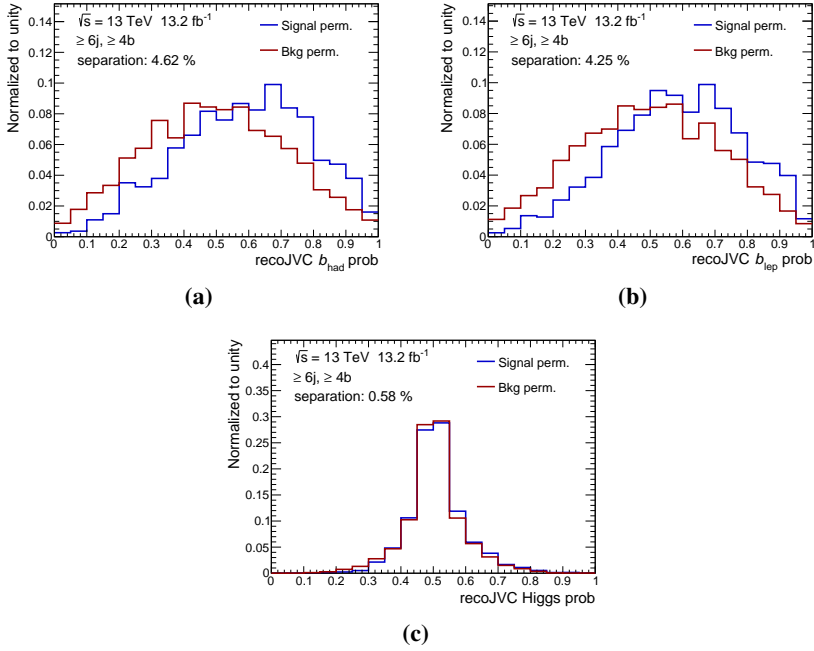 Normalized to unity
0.14
0.12
0.1
0.08
0.06
0.04
0.02
0
√s = 13 TeV 13.2 fb⁻¹
≥ 6j, ≥ 4b
separation: 4.62 %
Signal perm.
Bkg perm.
0 0.1 0.2 0.3 0.4 0.5 0.6 0.7 0.8 0.9 1
recoJVC b_had prob
(a)
Normalized to unity
0.14
0.12
0.1
0.08
0.06
0.04
0.02
0
√s = 13 TeV 13.2 fb⁻¹
≥ 6j, ≥ 4b
separation: 4.25 %
Signal perm.
Bkg perm.
0 0.1 0.2 0.3 0.4 0.5 0.6 0.7 0.8 0.9 1
recoJVC b_lep prob
(b)
Normalized to unity
0.4
0.35
0.3
0.25
0.2
0.15
0.1
0.05
0
√s = 13 TeV 13.2 fb⁻¹
≥ 6j, ≥ 4b
separation: 0.58 %
Signal perm.
Bkg perm.
0 0.1 0.2 0.3 0.4 0.5 0.6 0.7 0.8 0.9 1
recoJVC Higgs prob
(c)